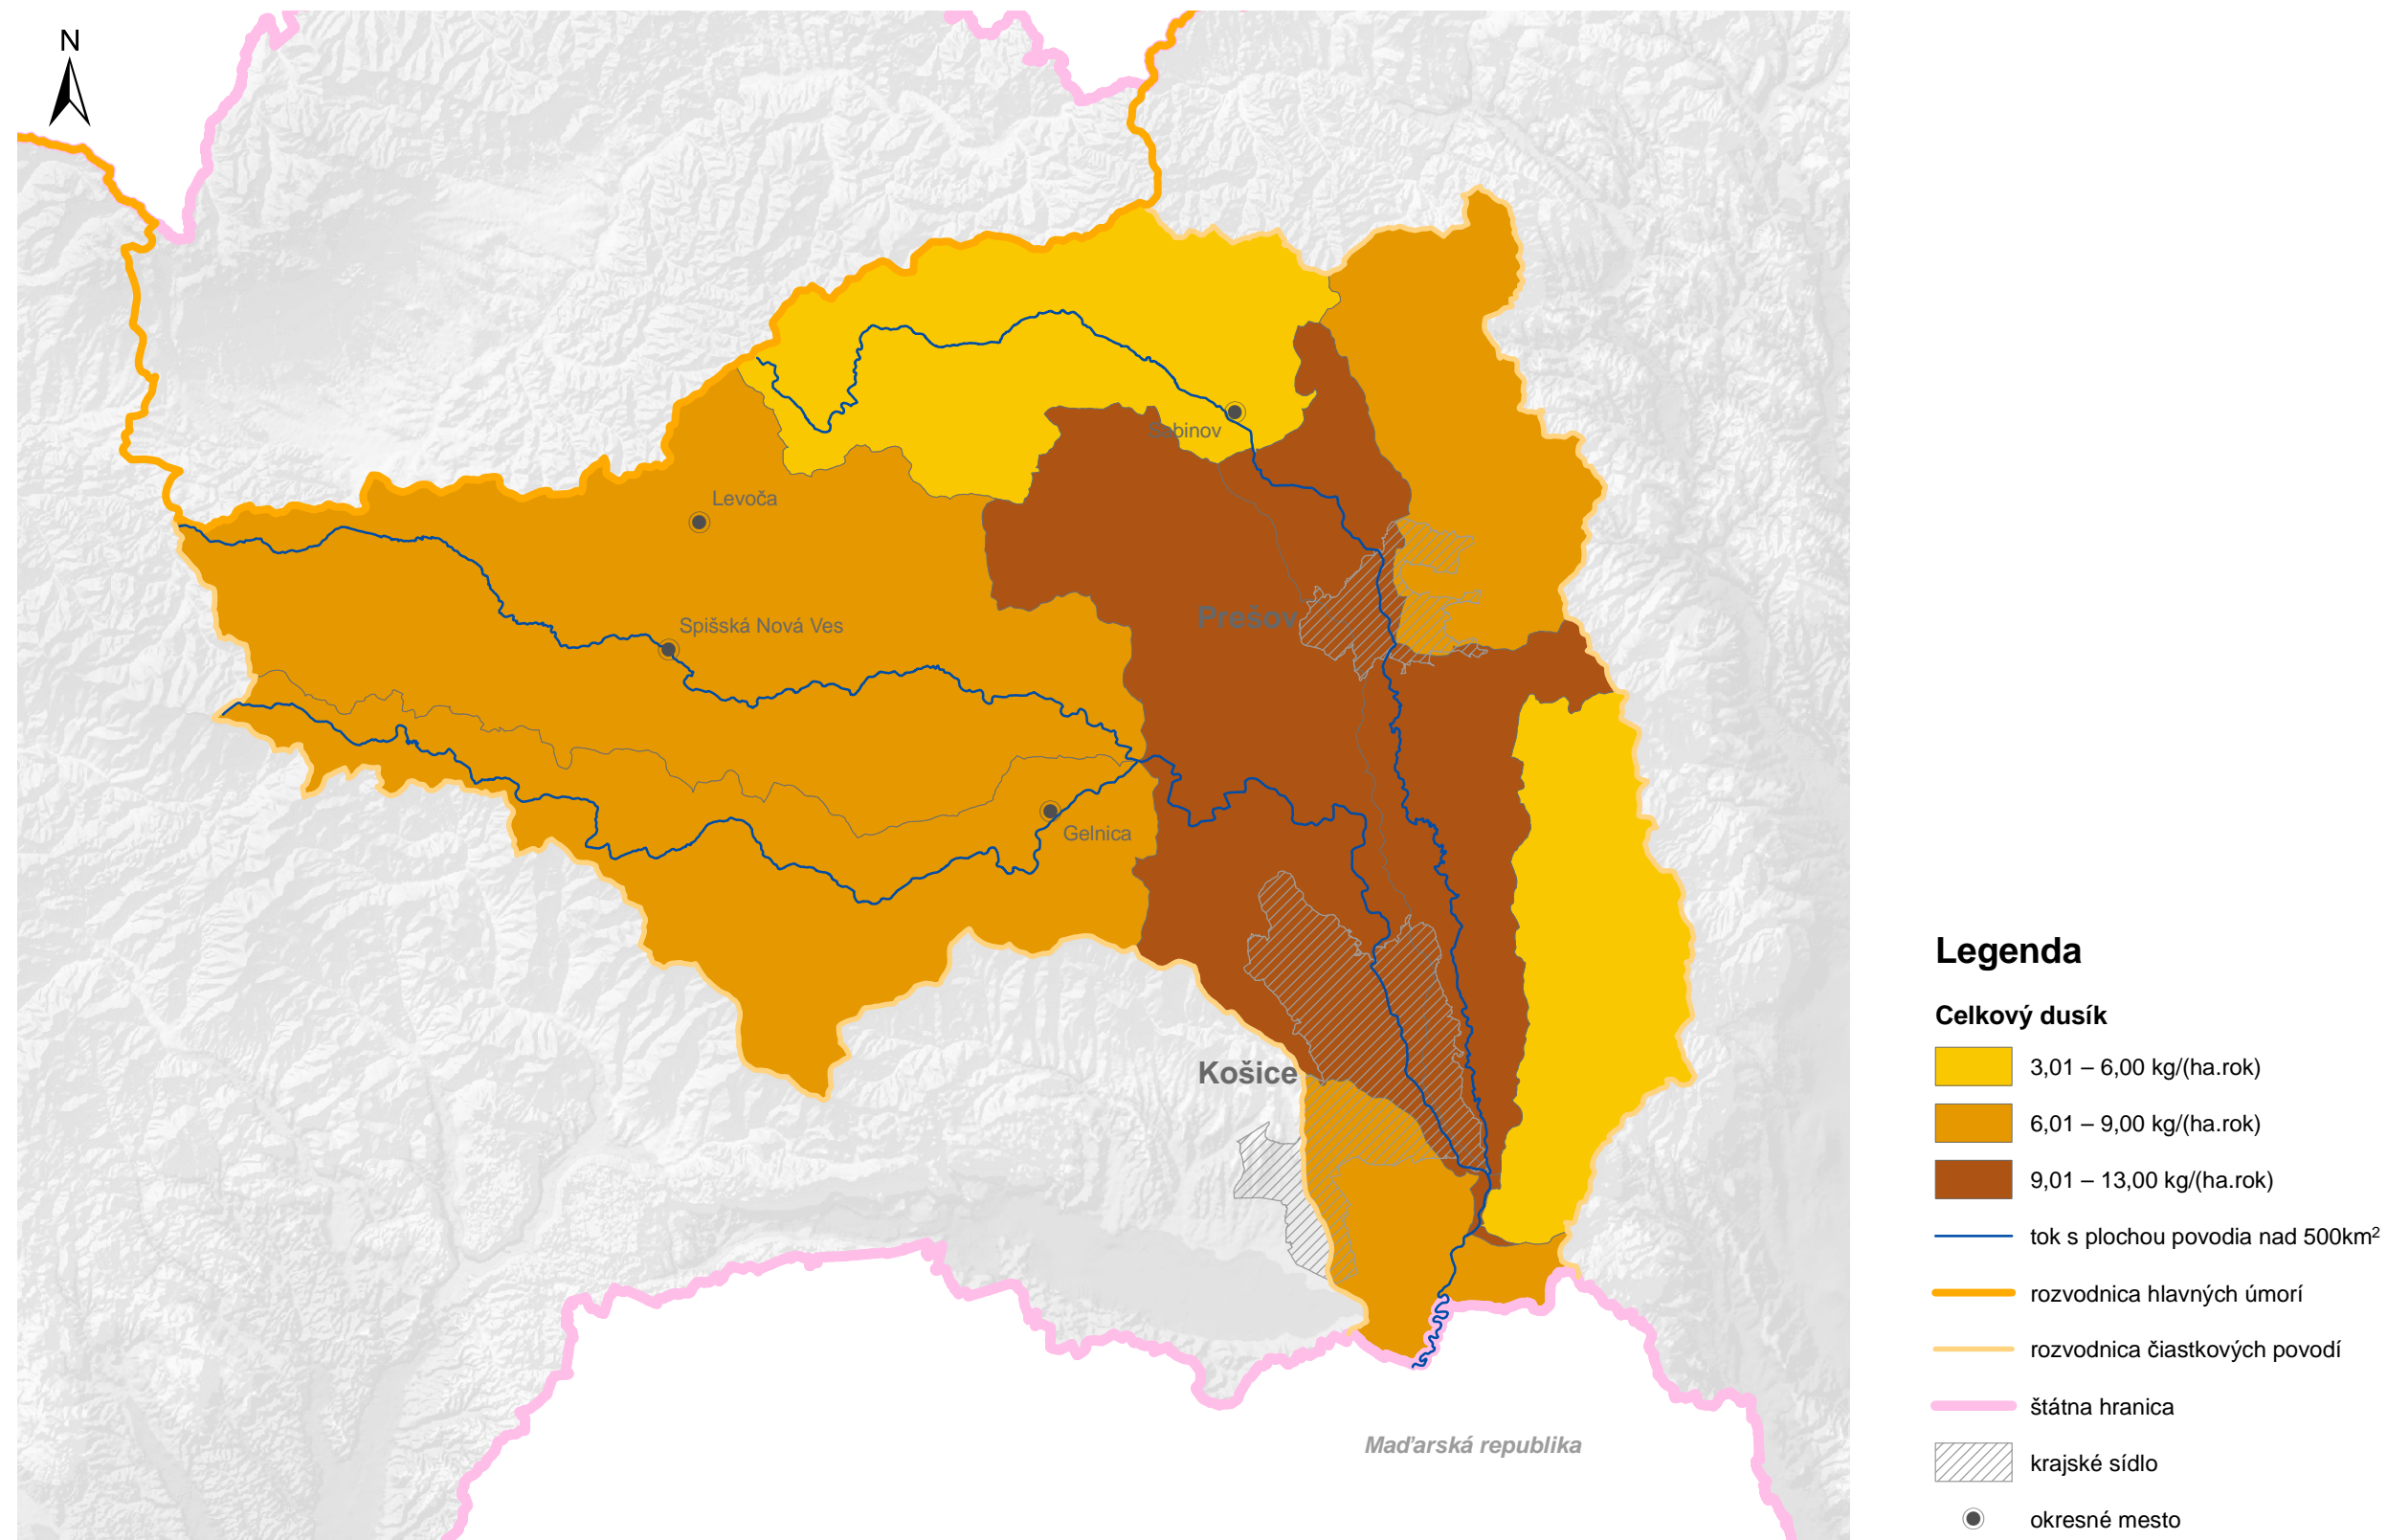 N
Sabinov
Levoča
Prešov
Spišská Nová Ves
Gelnica
Košice
Maďarská republika
Legenda
Celkový dusík
3,01 – 6,00 kg/(ha.rok)
6,01 – 9,00 kg/(ha.rok)
9,01 – 13,00 kg/(ha.rok)
tok s plochou povodia nad 500km²
rozvodnica hlavných úmorí
rozvodnica čiastkových povodí
štátna hranica
krajské sídlo
okresné mesto